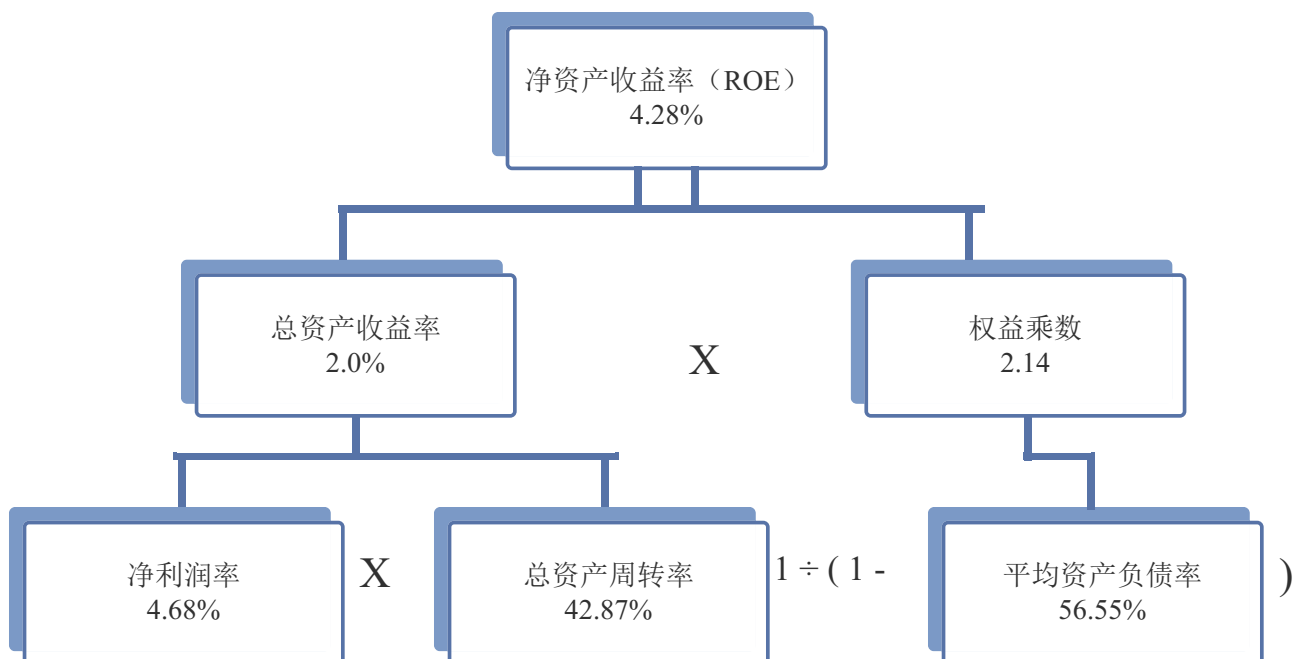 净资产收益率（ROE）
4.28%
总资产收益率
2.0%
X
权益乘数
2.14
净利润率
4.68%
X
总资产周转率
42.87%
1 ÷ ( 1 -
平均资产负债率
56.55%
)